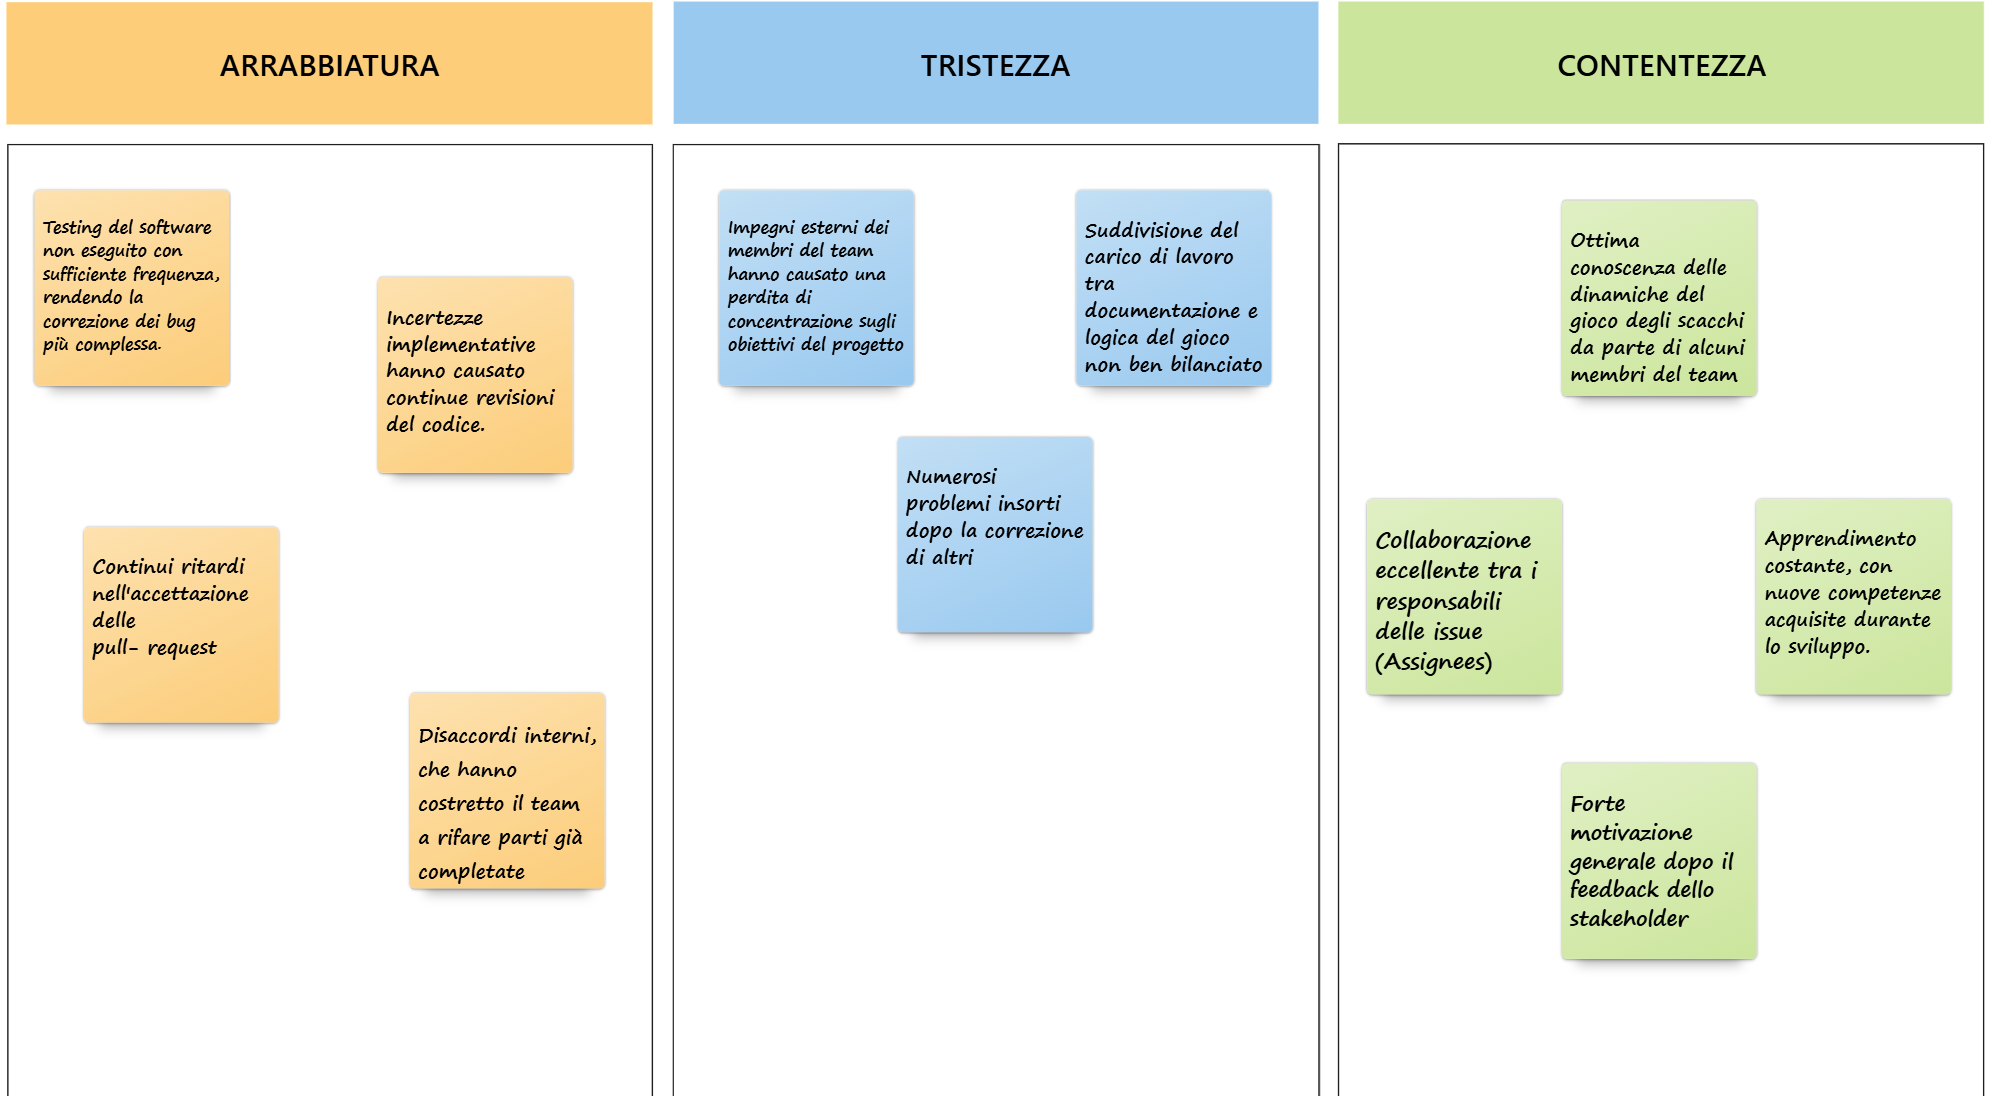 ARRABBIATURA
Testing del software
non eseguito con
sufficiente frequenza,
rendendo la
correzione dei bug
più complessa.
Incertezze
implementative
hanno causato
continue revisioni
del codice.
Continui ritardi
nell'accettazione
delle
pull- request
Disaccordi interni,
che hanno
costretto il team
a rifare parti già
completate
TRISTEZZA
Impegni esterni dei
membri del team
hanno causato una
perdita di
concentrazione sugli
obiettivi del progetto
Suddivisione del
carico di lavoro
tra
documentazione e
logica del gioco
non ben bilanciato
Numerosi
problemi insorti
dopo la correzione
di altri
CONTENTEZZA
Ottima
conoscenza delle
dinamiche del
gioco degli scacchi
da parte di alcuni
membri del team
Collaborazione
eccellente tra i
responsabili
delle issue
(Assignees)
Apprendimento
costante, con
nuove competenze
acquisite durante
lo sviluppo.
Forte
motivazione
generale dopo il
feedback dello
stakeholder